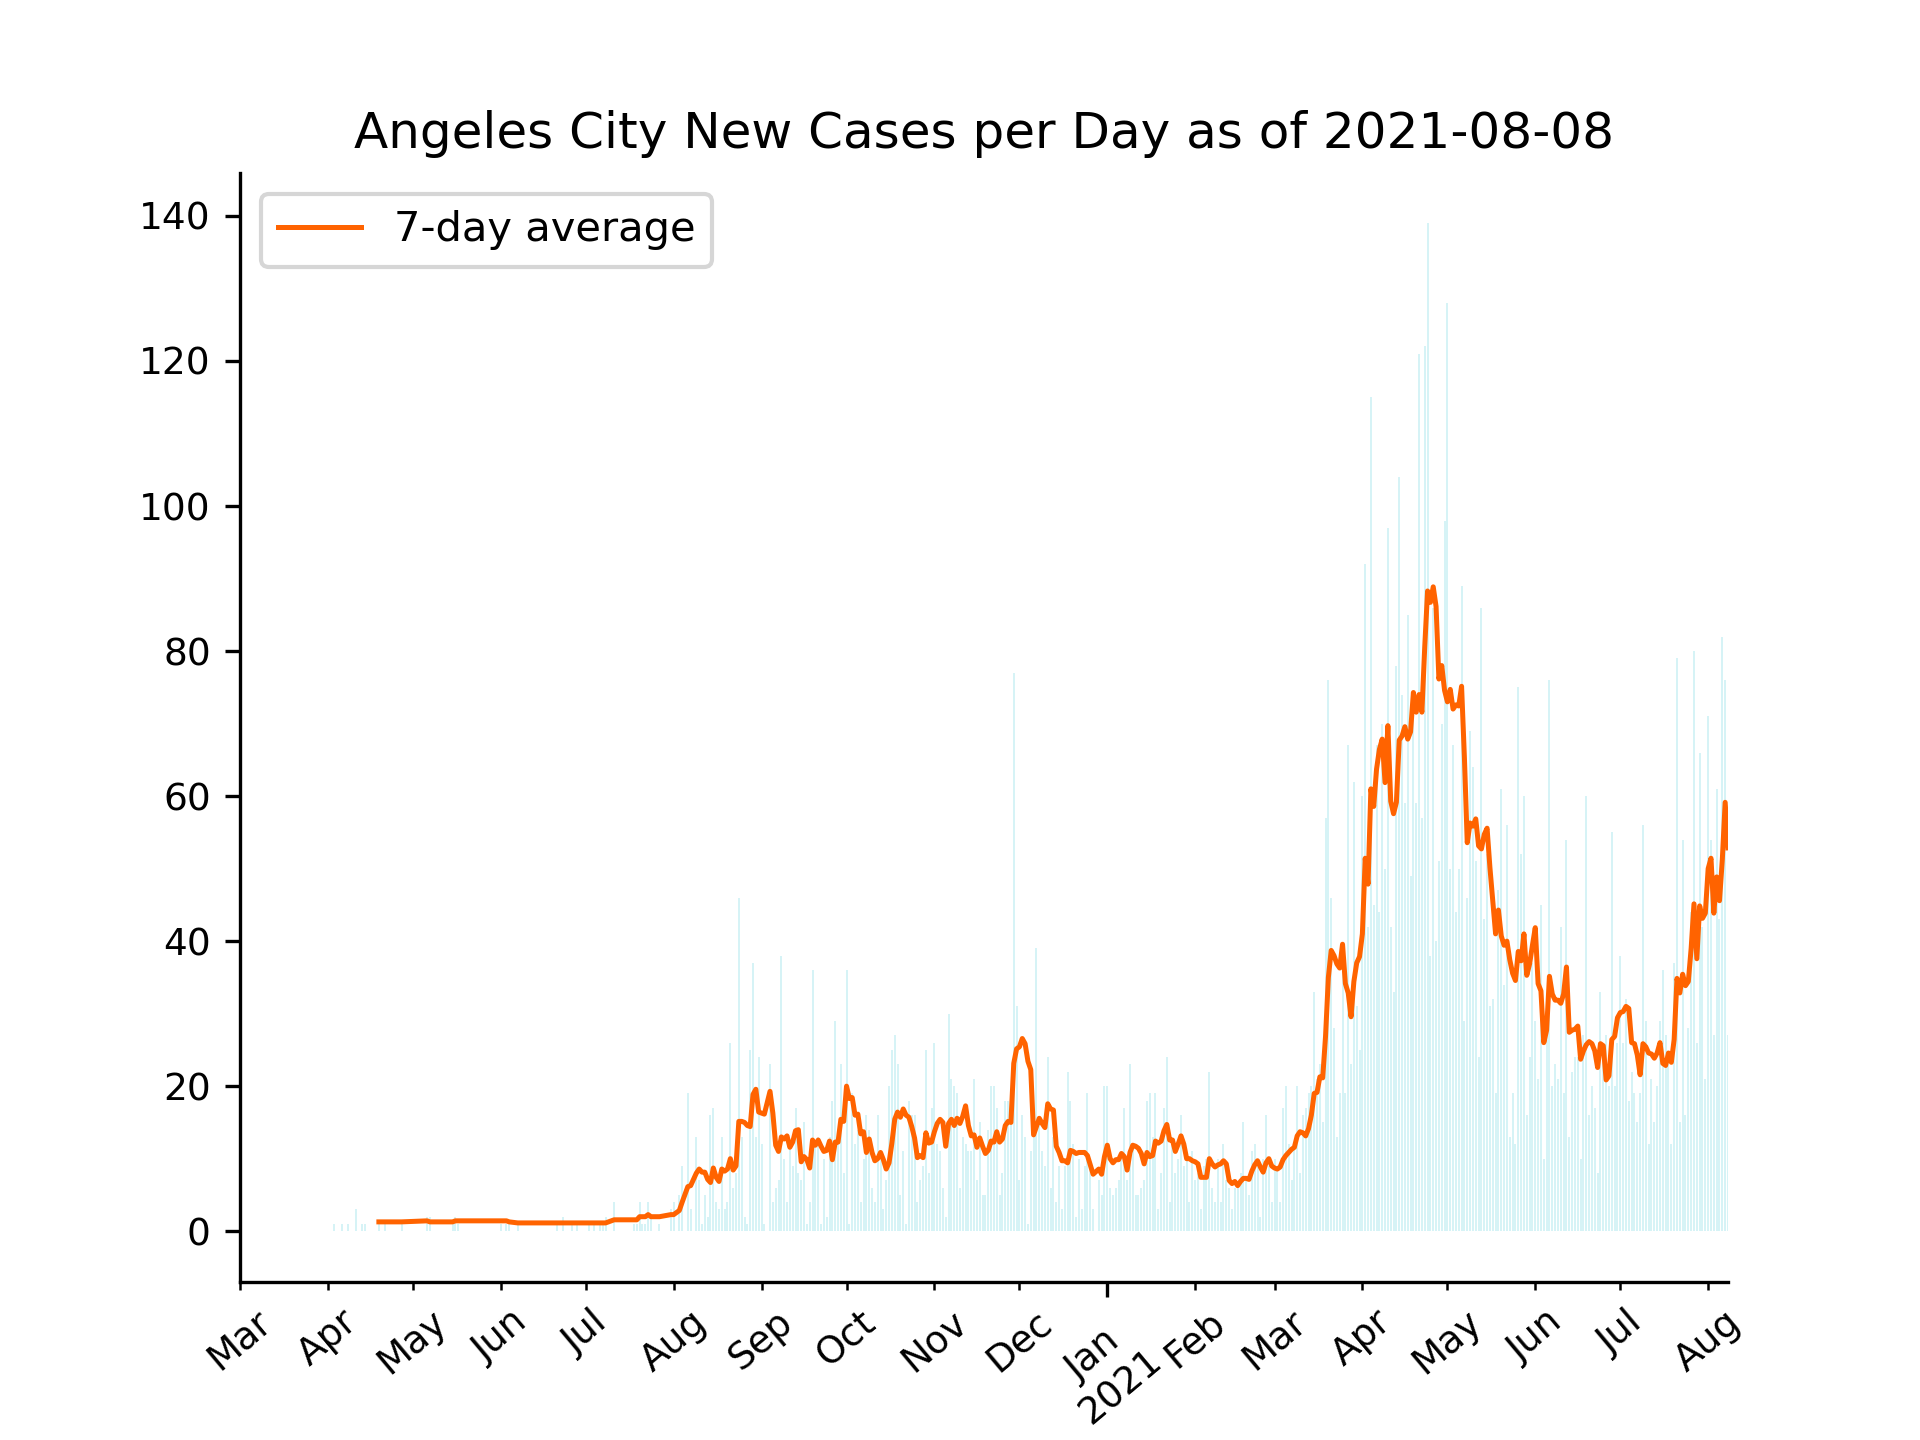 Angeles City New Cases per Day as of 2021-08-08
7-day average
140
120
100
80
60
40
20
0
Mar
Apr
May
Jun
Jul
Aug
Sep
Oct
Nov
Dec
Jan
2021
Feb
Mar
Apr
May
Jun
Jul
Aug